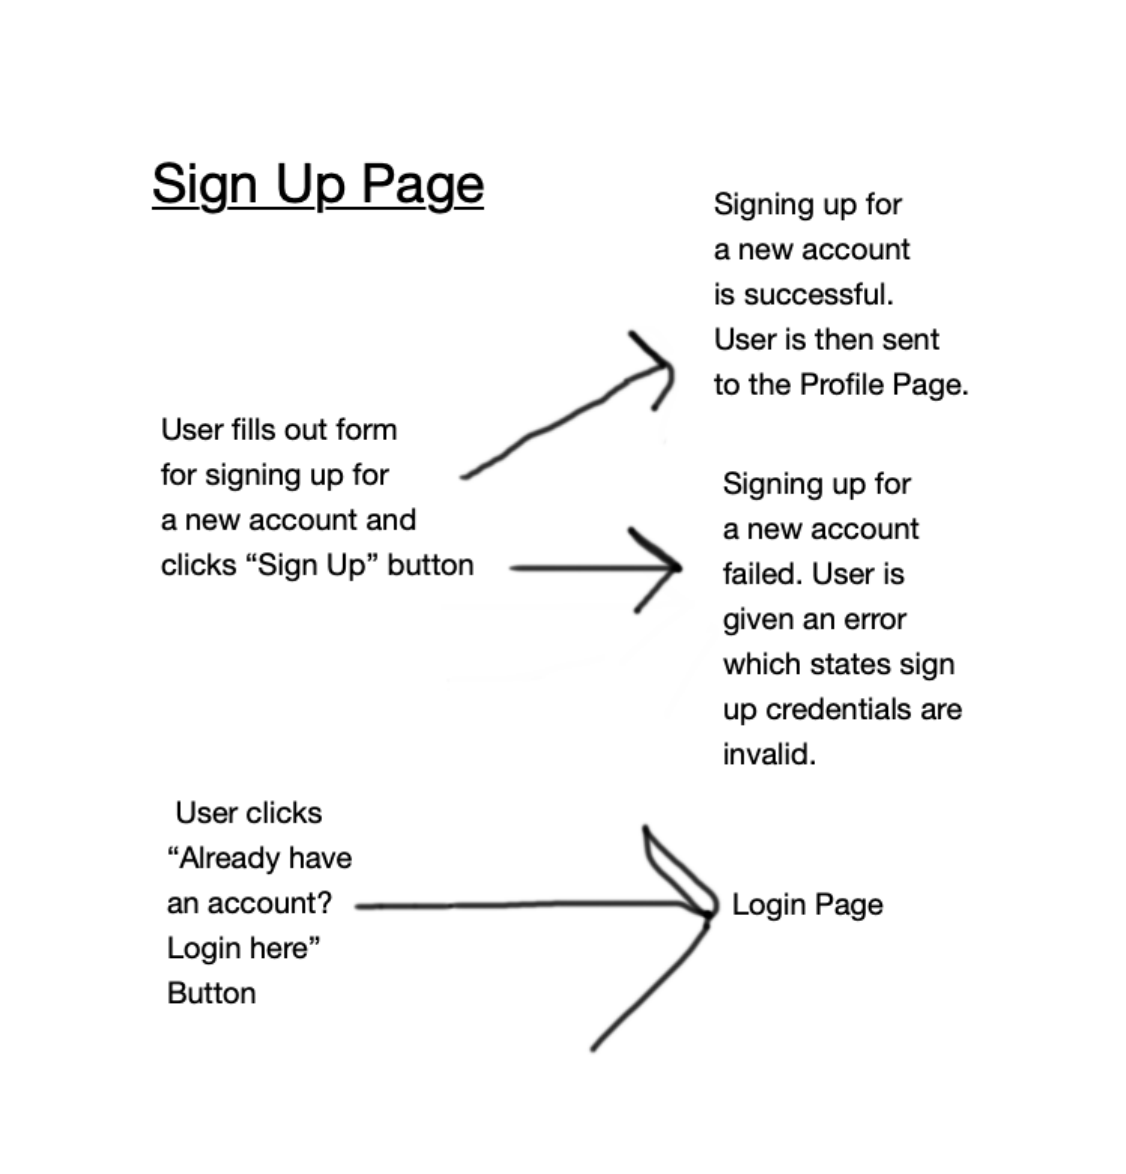 Sign Up Page
Signing up for
a new account
is successful.
User is then sent
to the Profile Page.
User fills out form
for signing up for
a new account and
clicks “Sign Up” button
Signing up for
a new account
failed. User is
given an error
which states sign
up credentials are
invalid.
User clicks
“Already have
an account?
Login here”
Button
Login Page